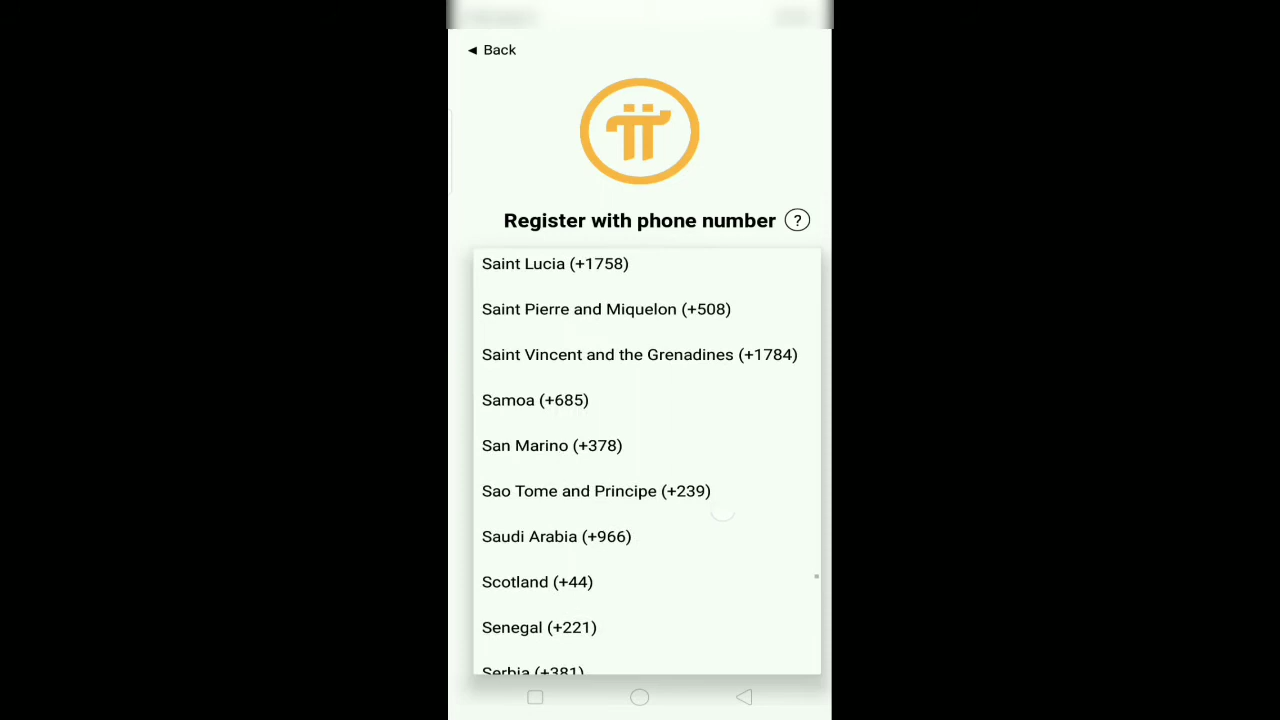 ◄ Back
Register with phone number ?
Saint Lucia (+1758)
Saint Pierre and Miquelon (+508)
Saint Vincent and the Grenadines (+1784)
Samoa (+685)
San Marino (+378)
Sao Tome and Principe (+239)
Saudi Arabia (+966)
Scotland (+44)
Senegal (+221)
Serbia (+381)